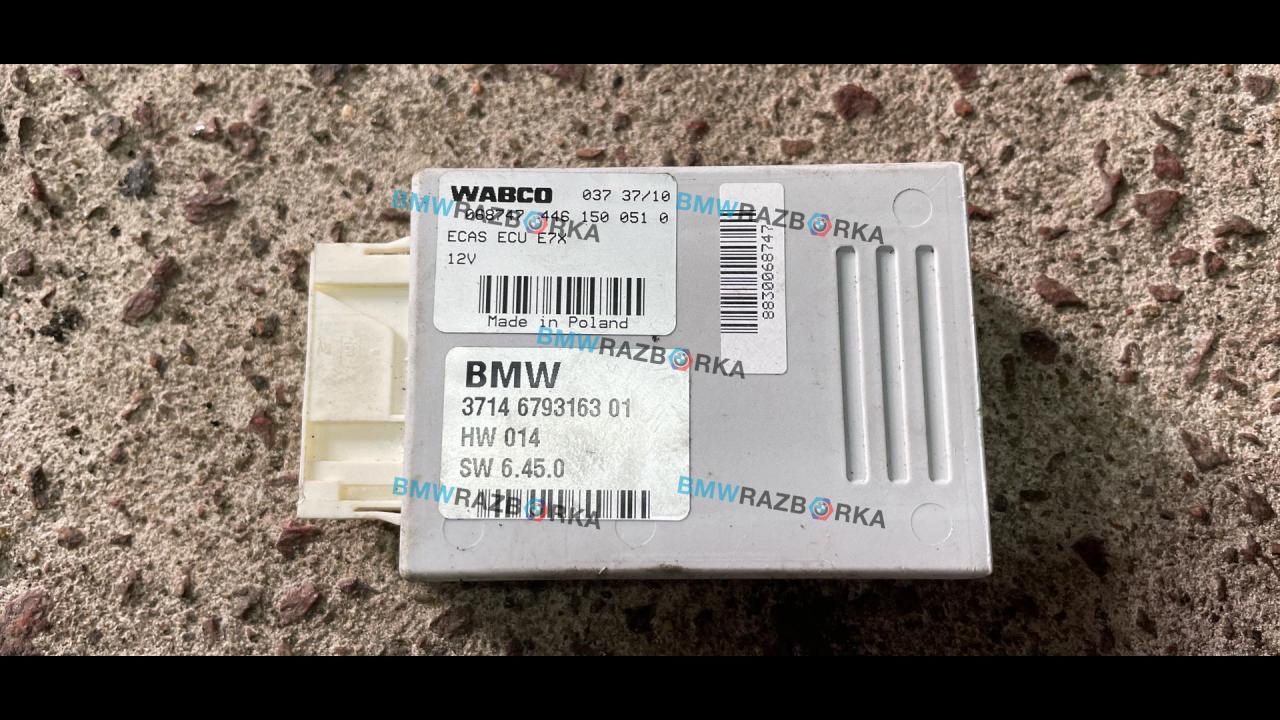 WABCO 037 37/10
068747 446 150 051 0
ECAS ECU E7X
12V
Made in Poland
8830068747
BMW
3714 6793163 01
HW 014
SW 6.45.0
BMWRAZBORKA
BMWRAZBORKA
BMWRAZBORKA
BMWRAZBORKA
BMWRAZBORKA